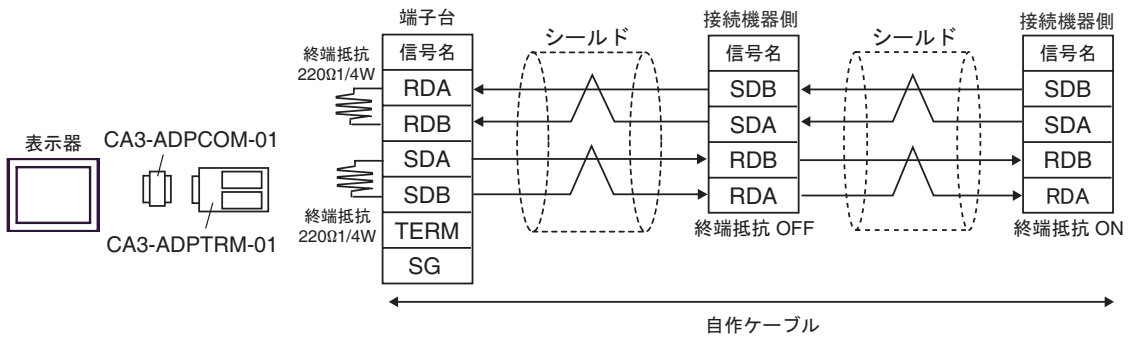 表示器
CA3-ADPCOM-01
CA3-ADPTRM-01
終端抵抗
220Ω1/4W
終端抵抗
220Ω1/4W
端子台
信号名
RDA
RDB
SDA
SDB
TERM
SG
シールド
接続機器側
信号名
SDB
SDA
RDB
RDA
終端抵抗 OFF
シールド
接続機器側
信号名
SDB
SDA
RDB
RDA
終端抵抗 ON
自作ケーブル